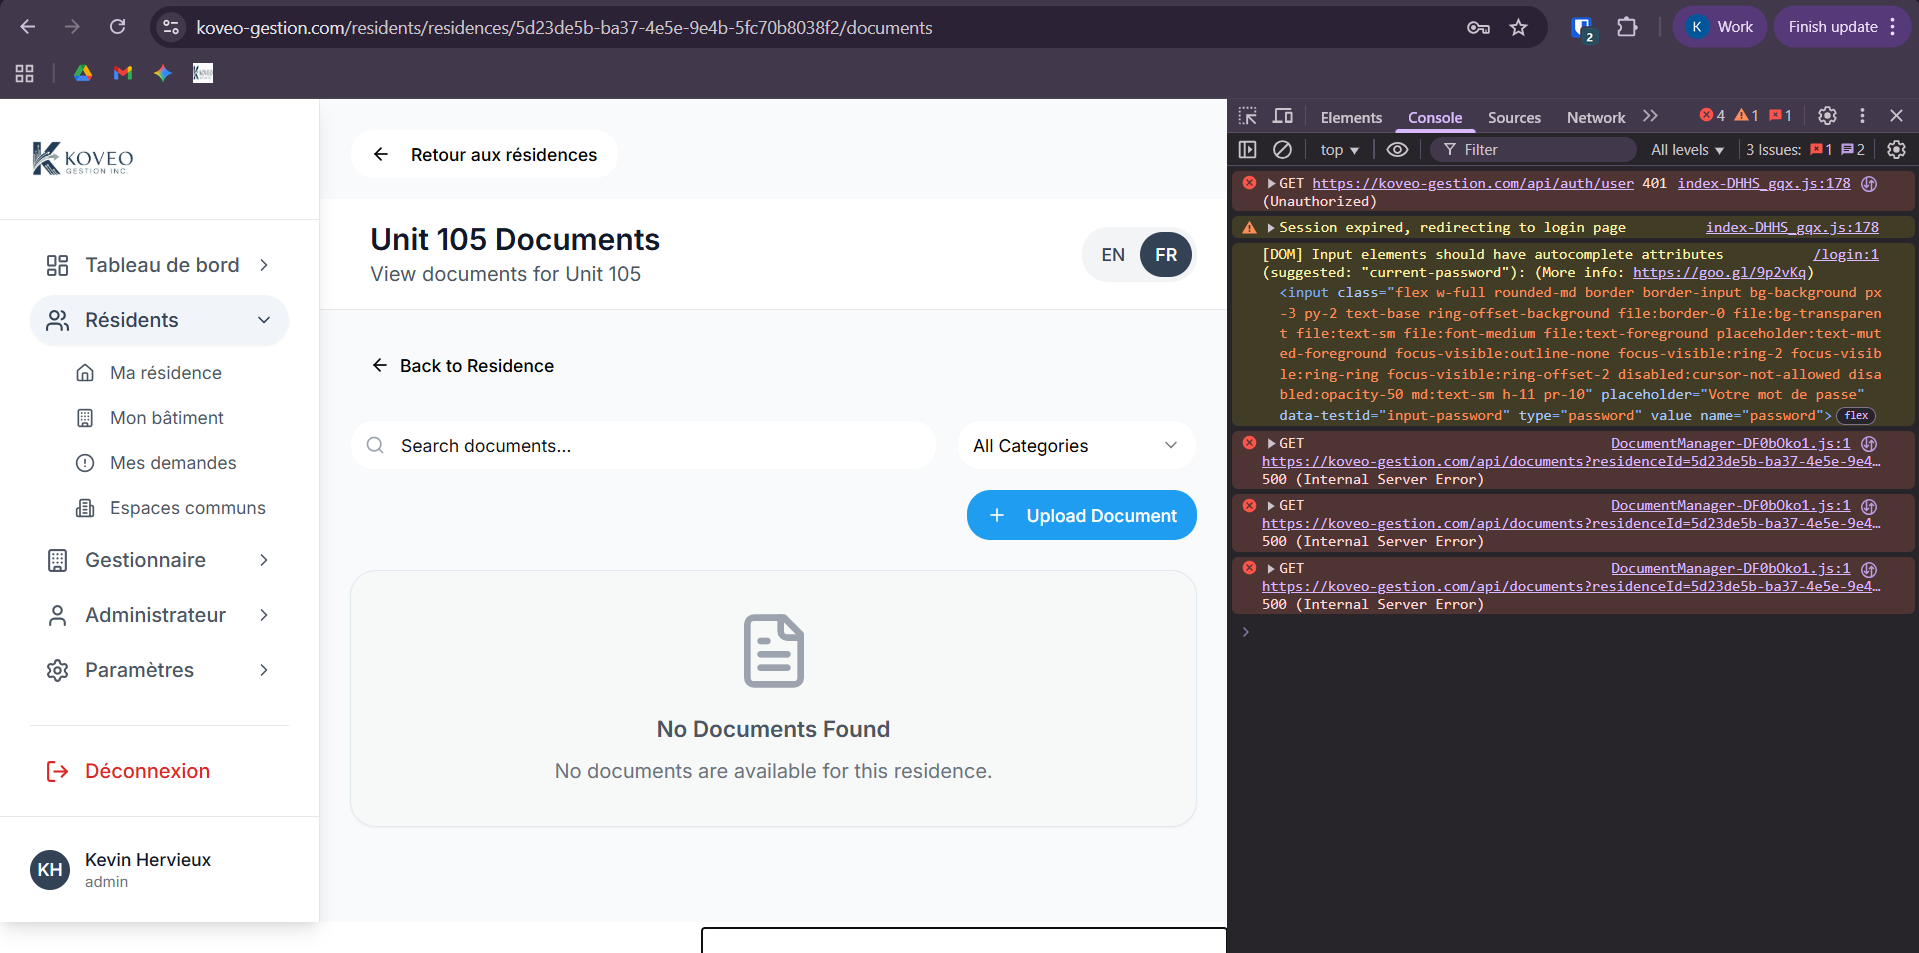 koveo-gestion.com/residents/residences/5d23de5b-ba37-4e5e-9e4b-5fc70b8038f2/documents
2
K Work
Finish update
KOVEO
GESTION INC.
Tableau de bord
Résidents
Ma résidence
Mon bâtiment
Mes demandes
Espaces communs
Gestionnaire
Administrateur
Paramètres
Déconnexion
KH
Kevin Hervieux
admin
Retour aux résidences
Unit 105 Documents
View documents for Unit 105
EN FR
Back to Residence
Search documents...
All Categories
Upload Document
No Documents Found
No documents are available for this residence.
Elements Console Sources Network 4 1 1
top Filter All levels 3 Issues: 1 2
GET https://koveo-gestion.com/api/auth/user 401 index-DHHS_gqx.js:178
(Unauthorized)
Session expired, redirecting to login page index-DHHS_gqx.js:178
[DOM] Input elements should have autocomplete attributes /login:1
(suggested: "current-password"): (More info: https://goo.gl/9p2vKq)
<input class="flex w-full rounded-md border border-input bg-background px
-3 py-2 text-base ring-offset-background file:border-0 file:bg-transparen
t file:text-sm file:font-medium file:text-foreground placeholder:text-mut
ed-foreground focus-visible:outline-none focus-visible:ring-2 focus-visib
le:ring-ring focus-visible:ring-offset-2 disabled:cursor-not-allowed disa
bled:opacity-50 md:text-sm h-11 pr-10" placeholder="Votre mot de passe"
data-testid="input-password" type="password" value name="password"> flex
GET DocumentManager-DF0bOko1.js:1
https://koveo-gestion.com/api/documents?residenceId=5d23de5b-ba37-4e5e-9e4…
500 (Internal Server Error)
GET DocumentManager-DF0bOko1.js:1
https://koveo-gestion.com/api/documents?residenceId=5d23de5b-ba37-4e5e-9e4…
500 (Internal Server Error)
GET DocumentManager-DF0bOko1.js:1
https://koveo-gestion.com/api/documents?residenceId=5d23de5b-ba37-4e5e-9e4…
500 (Internal Server Error)